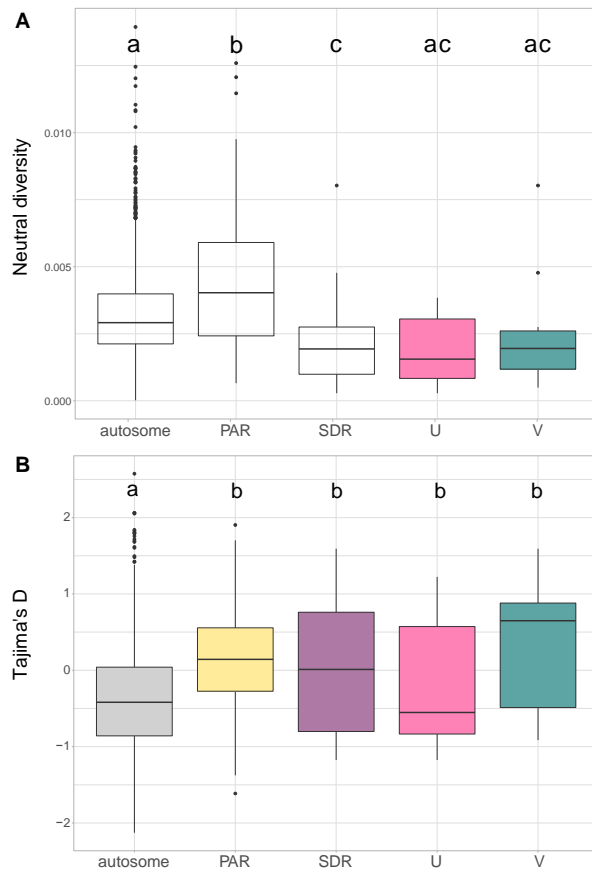 A
a b c ac ac
Neutral diversity
0.010
0.005
0.000
autosome PAR SDR U V
B
a b b b b
Tajima's D
2
1
0
−1
−2
autosome PAR SDR U V